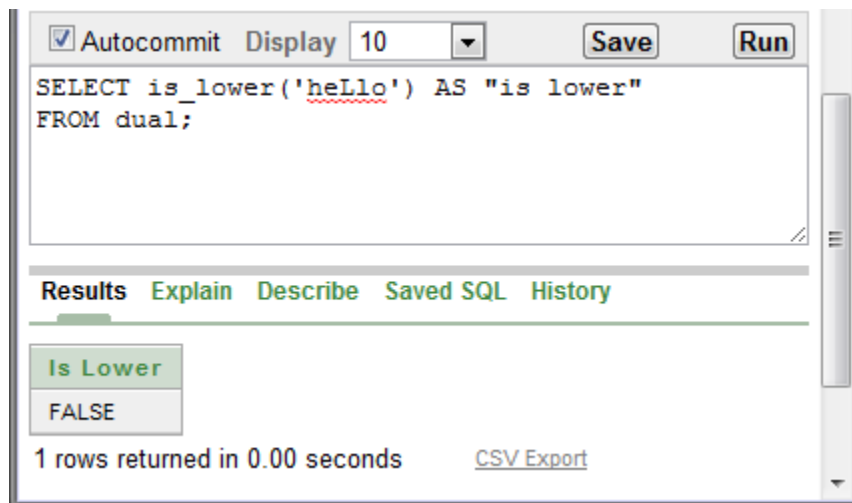 Autocommit Display 10 Save Run
SELECT is_lower('heLlo') AS "is lower"
FROM dual;
Results Explain Describe Saved SQL History
Is Lower
FALSE
1 rows returned in 0.00 seconds CSV Export